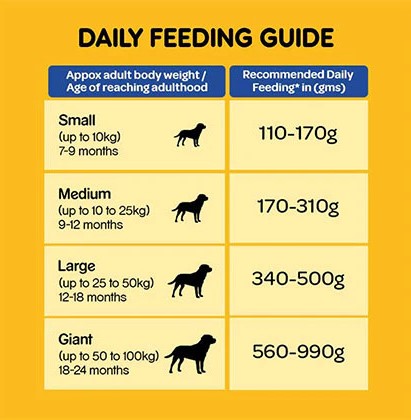 DAILY FEEDING GUIDE
Appox adult body weight /
Age of reaching adulthood
Recommended Daily
Feeding* in (gms)
Small
(up to 10kg)
7-9 months
110-170g
Medium
(up to 10 to 25kg)
9-12 months
170-310g
Large
(up to 25 to 50kg)
12-18 months
340-500g
Giant
(up to 50 to 100kg)
18-24 months
560-990g